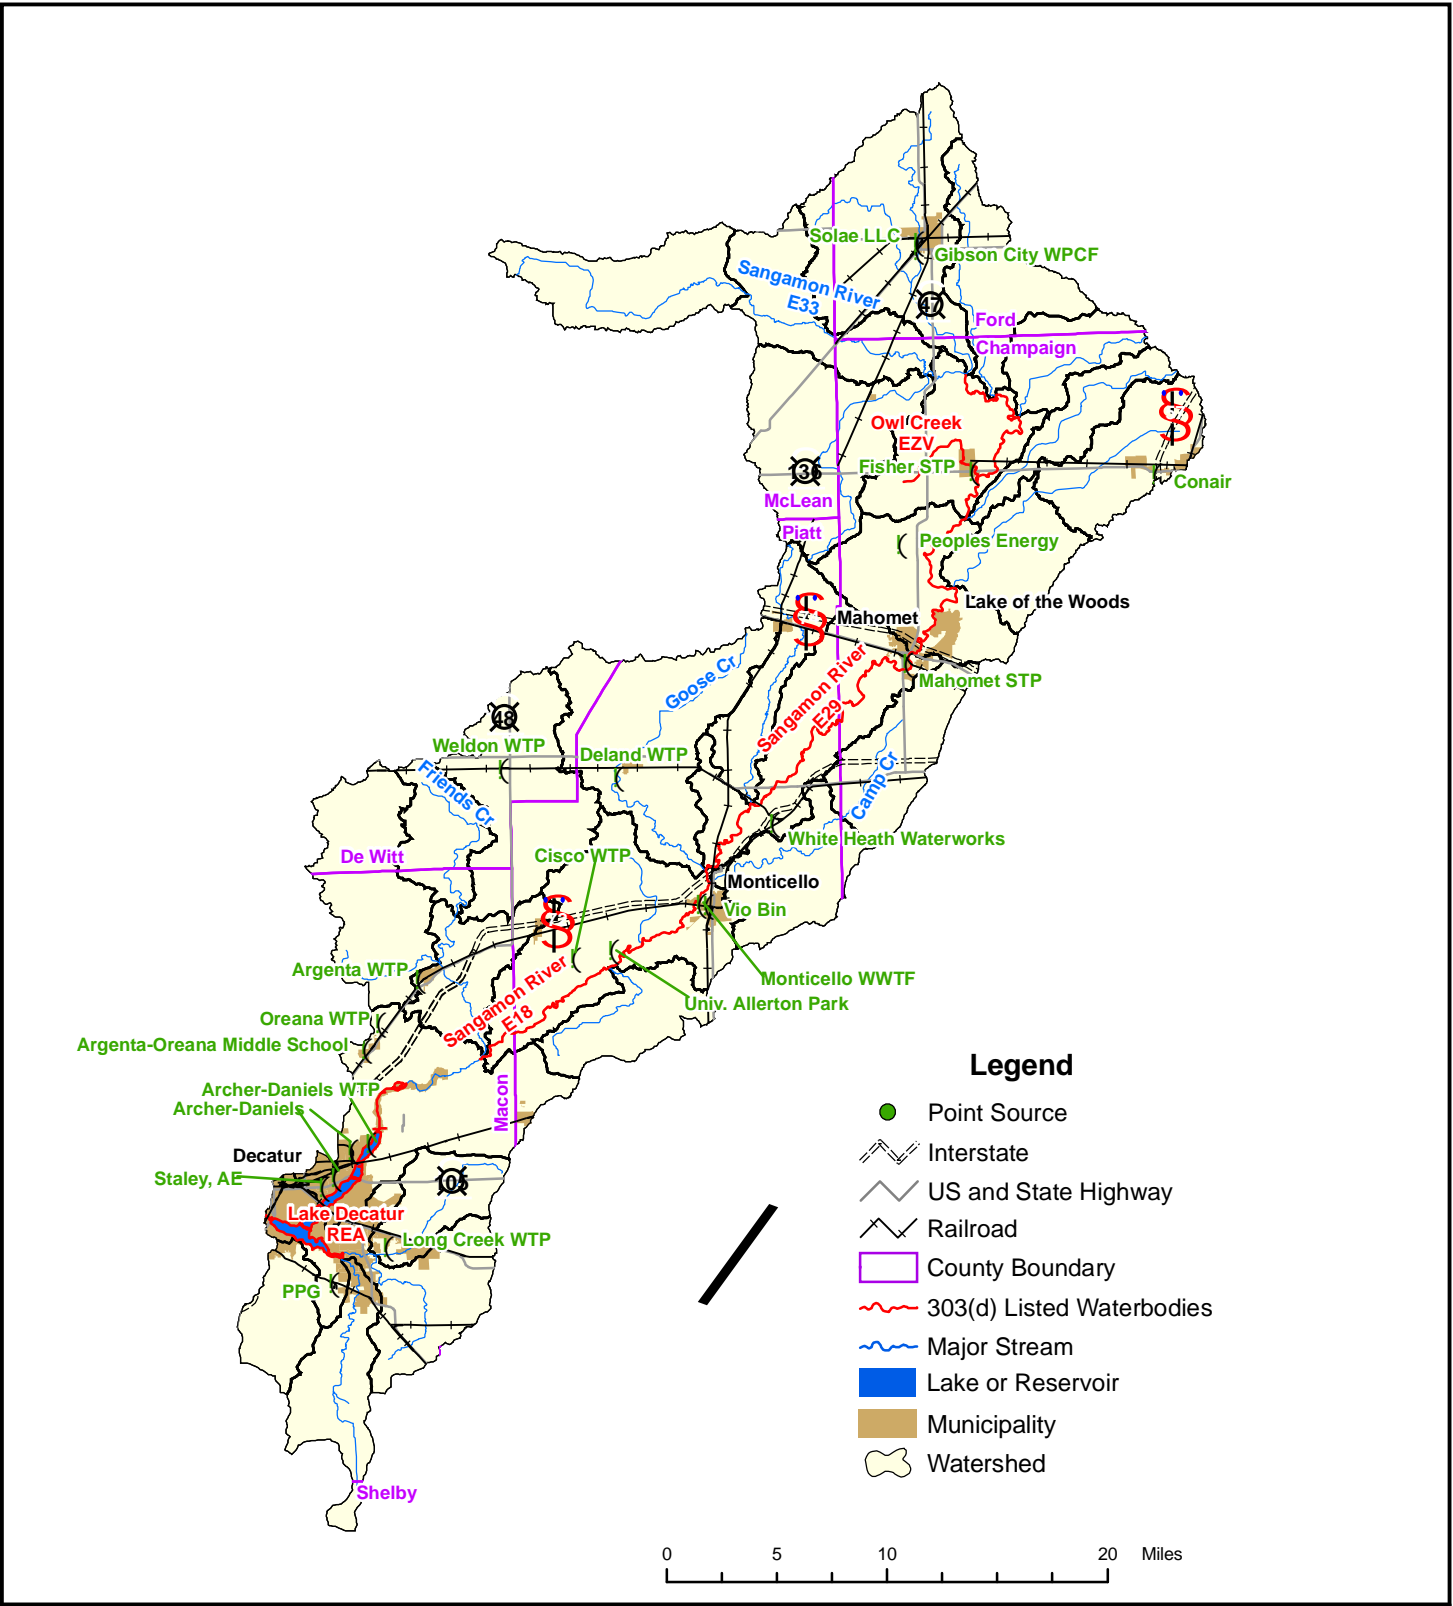 Solae LLC
Gibson City WPCF
Sangamon River
E33
47
Ford
Champaign
Owl Creek
EZV
Fisher STP
136
Conair
McLean
Piatt
Peoples Energy
Lake of the Woods
Mahomet
Mahomet STP
Sangamon River
E29
Goose Cr
48
Weldon WTP
Deland WTP
Friends Cr
Camp Cr
White Heath Waterworks
De Witt
Cisco WTP
Monticello
Vio Bin
72
Argenta WTP
Monticello WWTF
Univ. Allerton Park
Sangamon River
E18
Oreana WTP
Argenta-Oreana Middle School
Archer-Daniels WTP
Archer-Daniels
Macon
Decatur
Staley, AE
105
Lake Decatur
REA
Long Creek WTP
PPG
Shelby
Legend
Point Source
Interstate
US and State Highway
Railroad
County Boundary
303(d) Listed Waterbodies
Major Stream
Lake or Reservoir
Municipality
Watershed
0 5 10 20 Miles